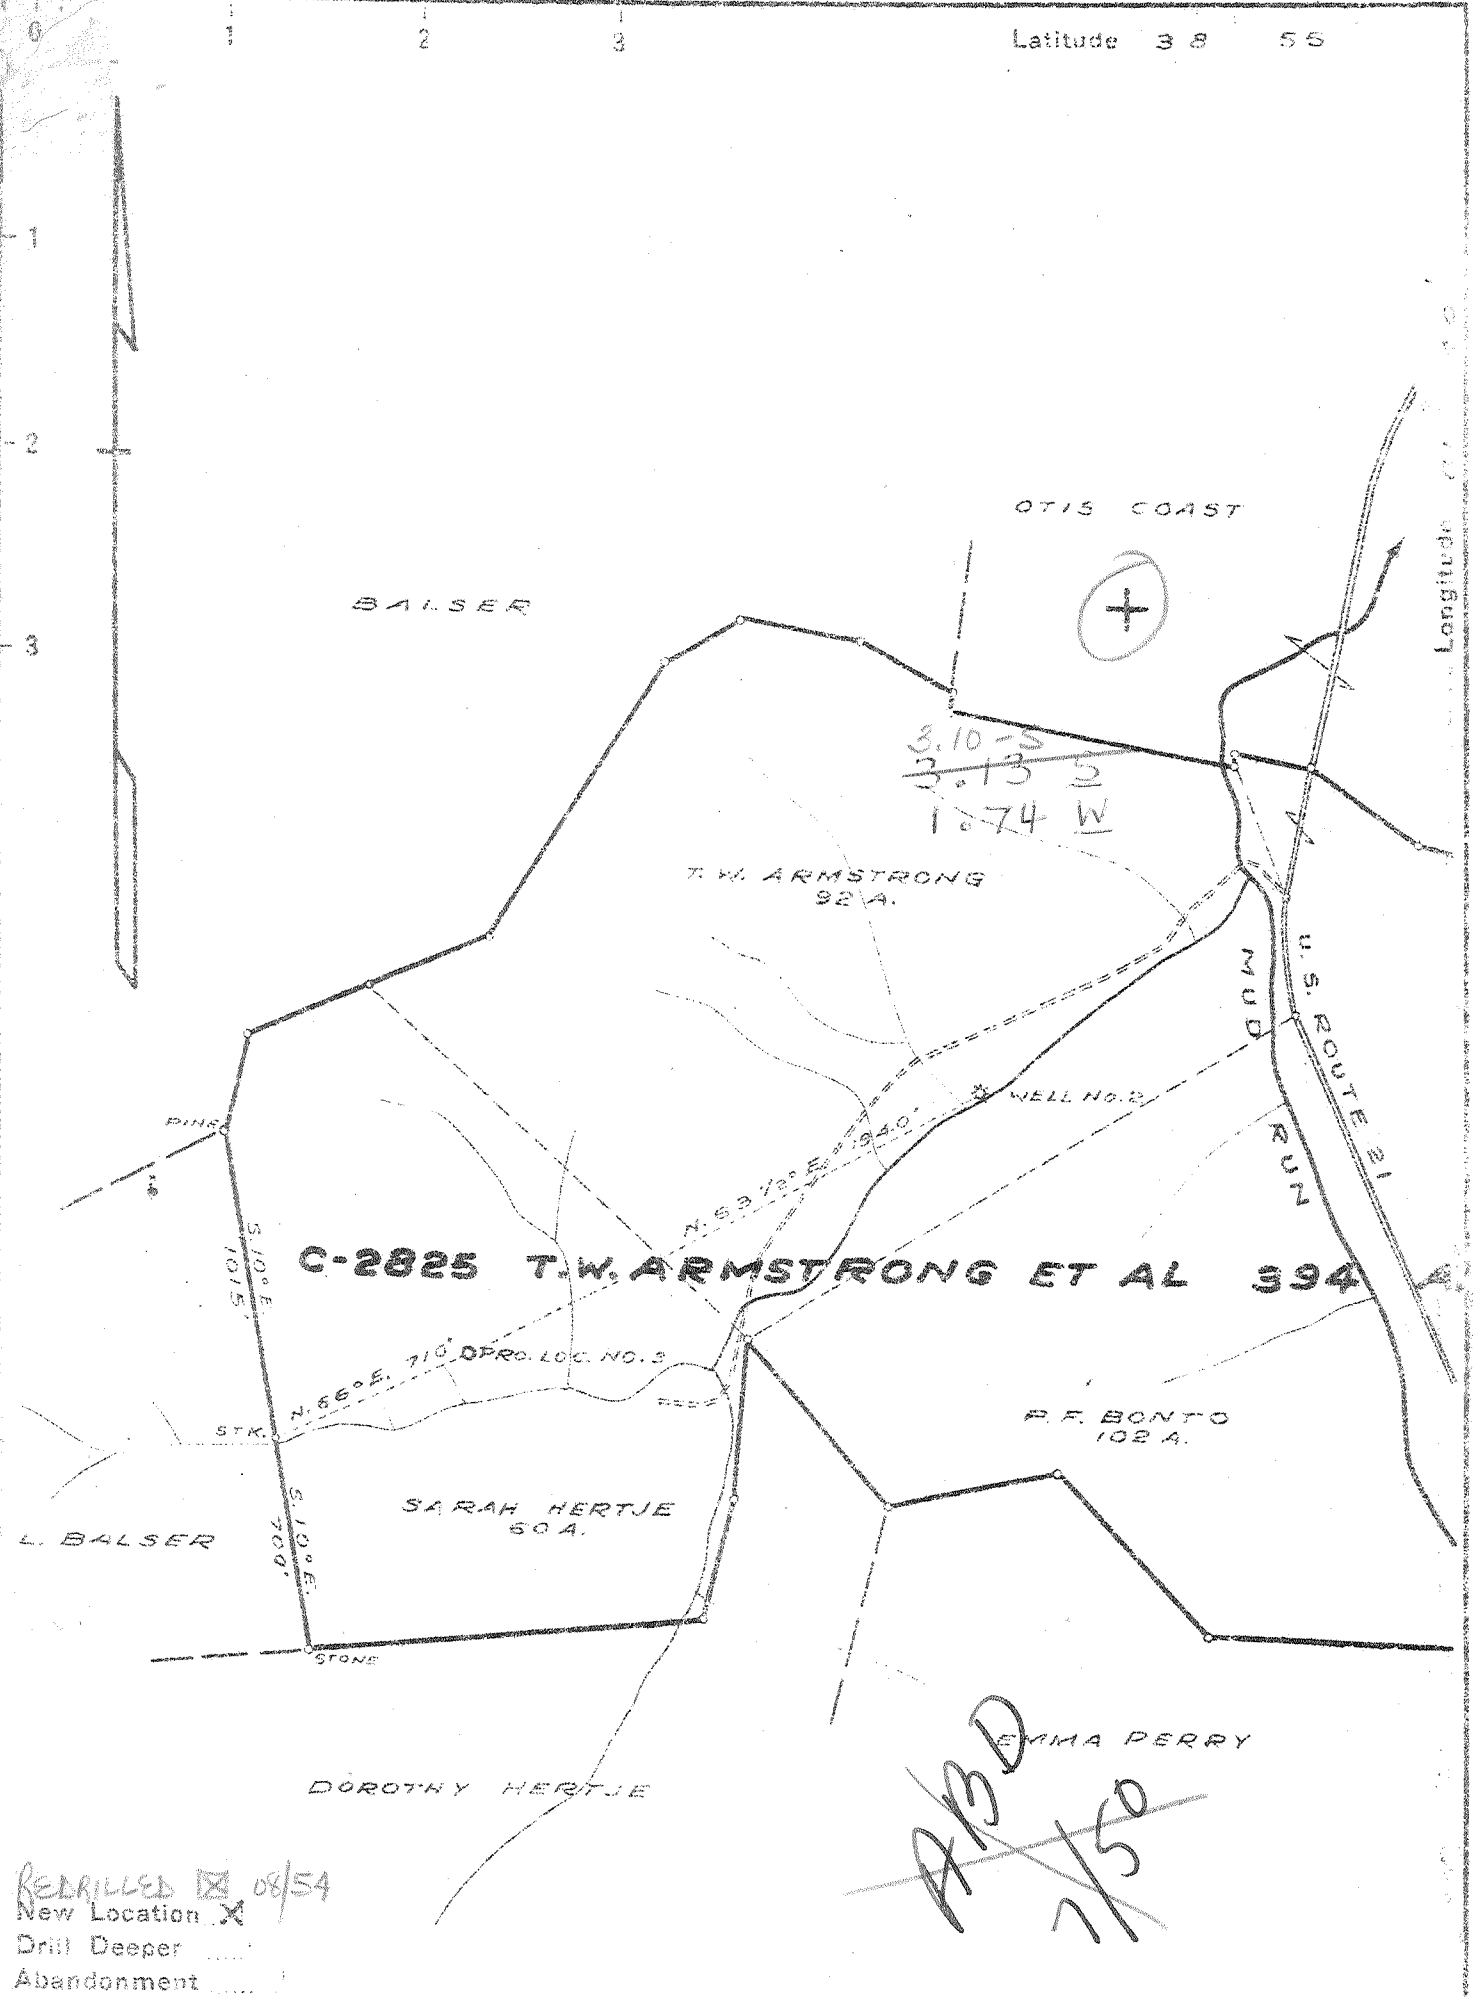 0 1 2 3
Latitude 38 55
1
2
3
Longitude
OTIS COAST
BALSER
3.10-S
3.13 S
1.74 W
T. W. ARMSTRONG
92 A.
MUD RUN
U. S. ROUTE 21
WELL NO. 2
PINE
N. 63 1/2° E. 1940'
S. 10° E.
1015'
C-2825 T. W. ARMSTRONG ET AL 394 A.
N. 66° E. 710' PRO. LOC. NO. 3
STK.
P. F. BONTO
102 A.
SARAH HERTJE
60 A.
L. BALSER
S. 10° E.
700'
STONE
EMMA PERRY
DOROTHY HERTJE
ABD
7/50
REDRILLED ☒ 08/54
New Location X
Drill Deeper
Abandonment